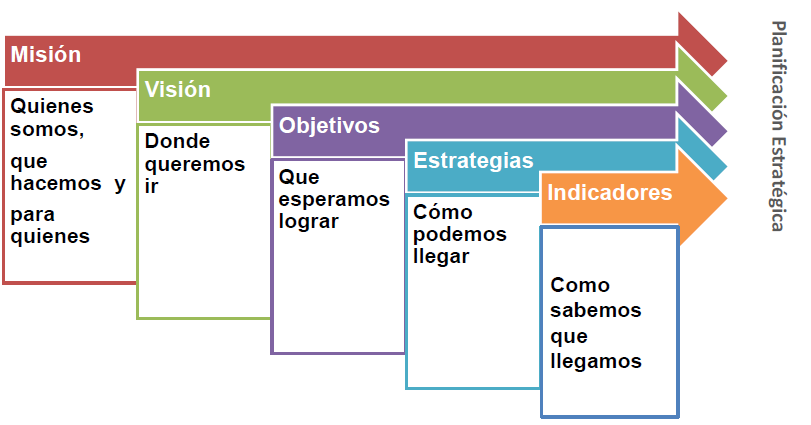 Misión
Quienes
somos,
que
hacemos y
para
quienes
Visión
Donde
queremos
ir
Objetivos
Que
esperamos
lograr
Estrategias
Cómo
podemos
llegar
Indicadores
Como
sabemos
que
llegamos
Planificación Estratégica